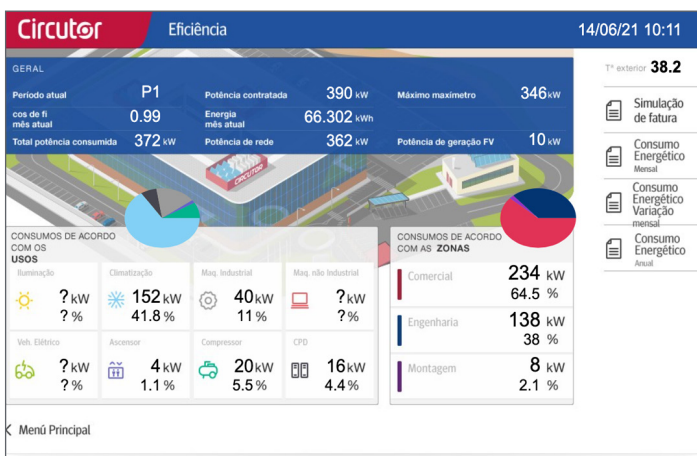 Circutor
Eficiência
14/06/21 10:11
GERAL
Período atual P1
Potência contratada 390 kW
Máximo maxímetro 346 kW
cos de fi
mês atual
0.99
Energia
mês atual
66.302 kWh
Total potência consumida 372 kW
Potência de rede 362 kW
Potência de geração FV 10 kW
Tª exterior 38.2
Simulação
de fatura
Consumo
Energético
Mensal
Consumo
Energético
Variação
mensal
Consumo
Energético
Anual
CIRCUTOR
CONSUMOS DE ACORDO
COM OS
USOS
Iluminação
? kW
? %
Climatização
152 kW
41.8 %
Maq. Industrial
40 kW
11 %
Maq. não Industrial
? kW
? %
Veh. Elétrico
? kW
? %
Ascensor
4 kW
1.1 %
Compressor
20 kW
5.5 %
CPD
16 kW
4.4 %
CONSUMOS DE ACORDO
COM AS ZONAS
Comercial
234 kW
64.5 %
Engenharia
138 kW
38 %
Montagem
8 kW
2.1 %
Menú Principal